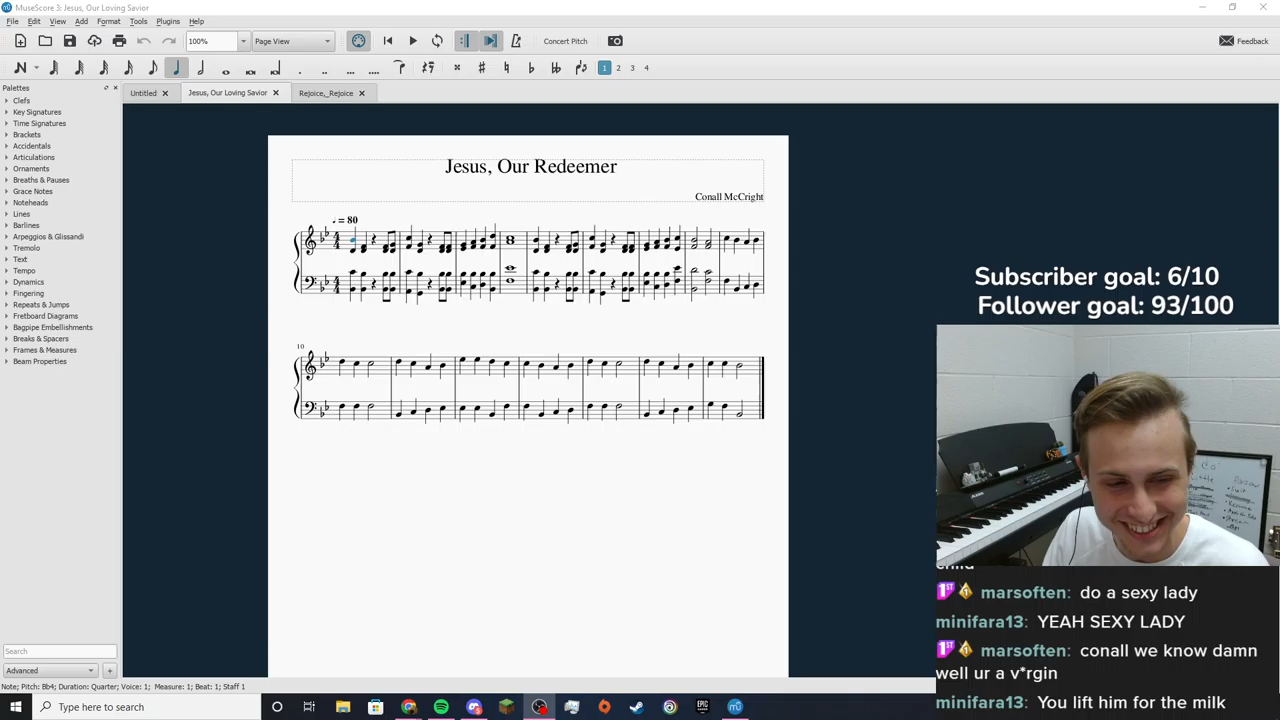 MuseScore 3: Jesus, Our Loving Savior
File Edit View Add Format Tools Plugins Help
100% Page View Concert Pitch Feedback
1 2 3 4
Palettes
Untitled Jesus, Our Loving Savior Rejoice,_Rejoice
Clefs
Key Signatures
Time Signatures
Brackets
Accidentals
Articulations
Ornaments
Breaths & Pauses
Grace Notes
Noteheads
Lines
Barlines
Arpeggios & Glissandi
Tremolo
Text
Tempo
Dynamics
Fingering
Repeats & Jumps
Fretboard Diagrams
Bagpipe Embellishments
Breaks & Spacers
Frames & Measures
Beam Properties
Jesus, Our Redeemer
Conall McCright
= 80
10
Subscriber goal: 6/10
Follower goal: 93/100
child
marsoften: do a sexy lady
minifara13: YEAH SEXY LADY
marsoften: conall we know damn
well ur a v*rgin
minifara13: You lift him for the milk
Search
Advanced
Note; Pitch: Bb4; Duration: Quarter; Voice: 1; Measure: 1; Beat: 1; Staff 1
Type here to search